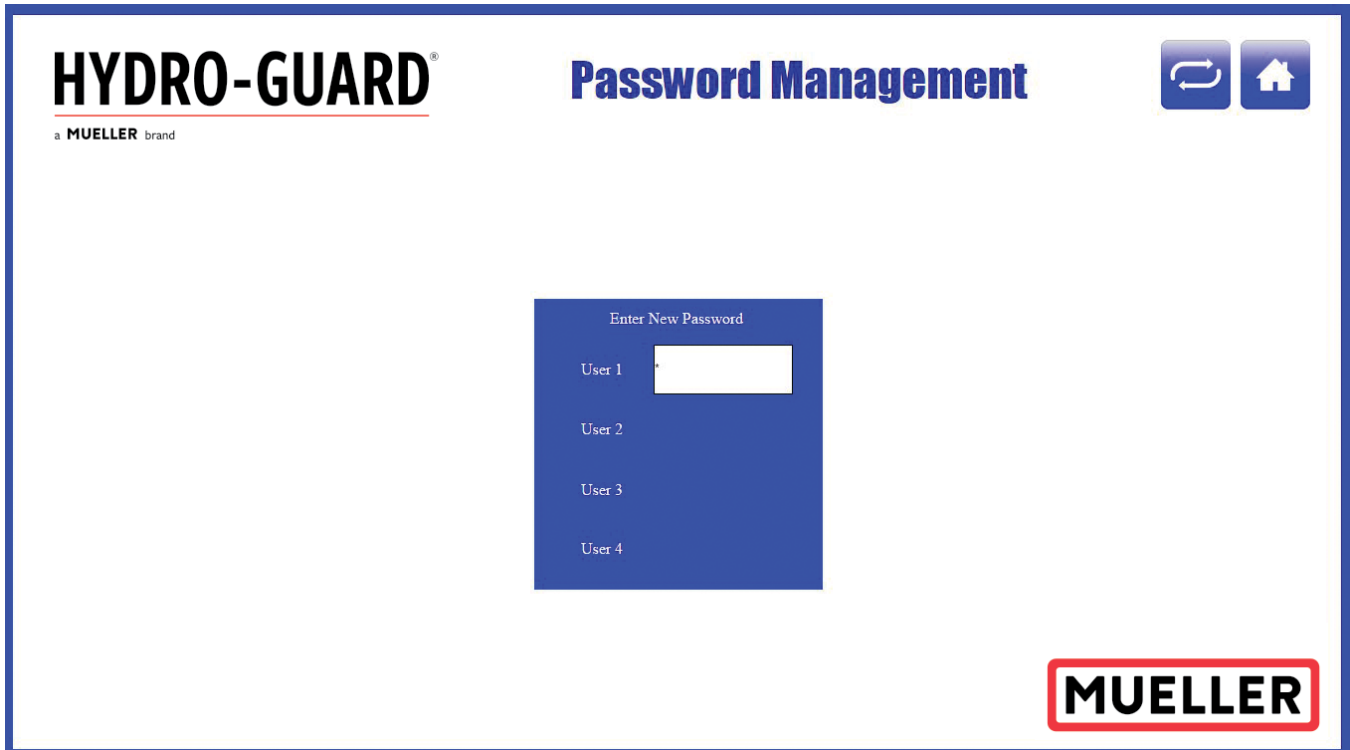 HYDRO-GUARD®
a MUELLER brand
Password Management
Enter New Password
User 1 *
User 2
User 3
User 4
MUELLER